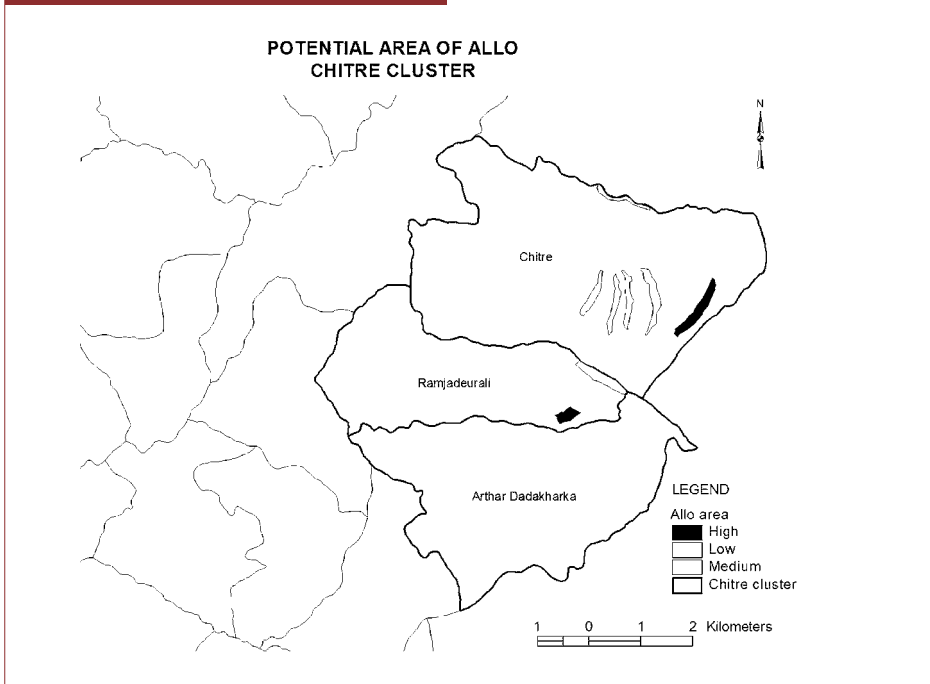 POTENTIAL AREA OF ALLO
CHITRE CLUSTER
N
Chitre
Ramjadeurali
Arthar Dadakharka
LEGEND
Allo area
High
Low
Medium
Chitre cluster
1 0 1 2 Kilometers